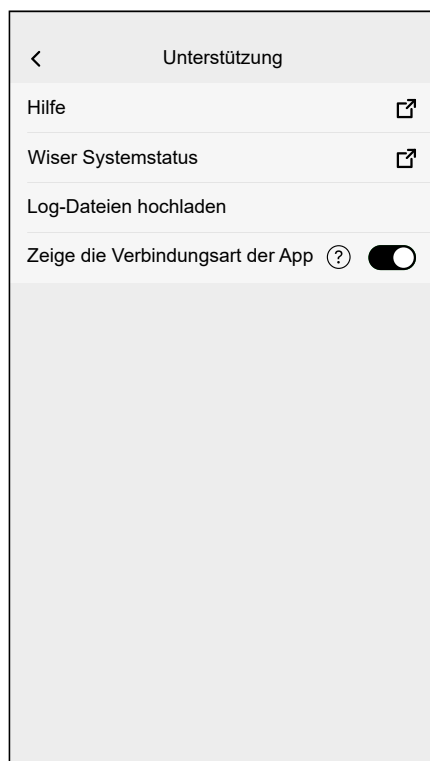 Unterstützung
Hilfe
Wiser Systemstatus
Log-Dateien hochladen
Zeige die Verbindungsart der App ?